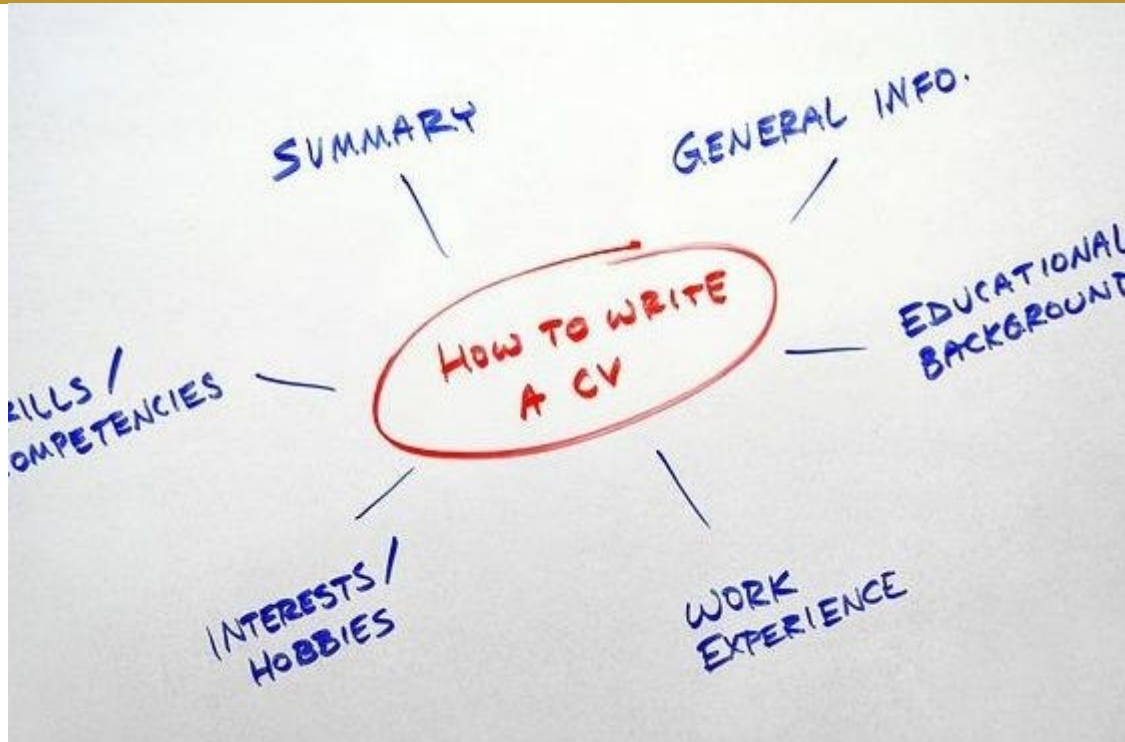 SUMMARY
GENERAL INFO.
HOW TO WRITE
A CV
EDUCATIONAL
BACKGROUND
WORK
EXPERIENCE
INTERESTS/
HOBBIES
ILLS/
OMPETENCIES